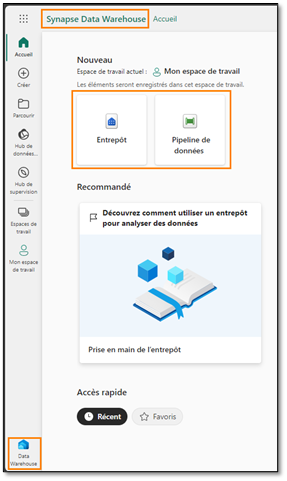 Synapse Data Warehouse Accueil
Accueil
Créer
Parcourir
Hub de
données...
Hub de
supervision
Espaces de
travail
Mon espace
de travail
Data
Warehouse
Nouveau
Espace de travail actuel : Mon espace de travail
Les éléments seront enregistrés dans cet espace de travail.
Entrepôt
Pipeline de
données
Recommandé
Découvrez comment utiliser un entrepôt
pour analyser des données
Prise en main de l'entrepôt
Accès rapide
Récent
Favoris